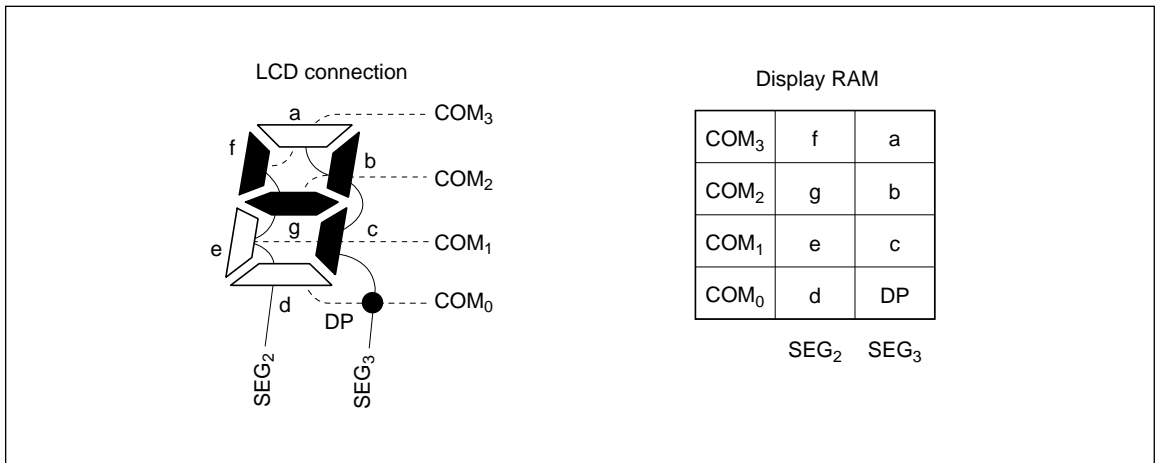 LCD connection
a
f
b
g
e
c
d
DP
COM₃
COM₂
COM₁
COM₀
SEG₂
SEG₃
Display RAM
COM₃ f a
COM₂ g b
COM₁ e c
COM₀ d DP
SEG₂ SEG₃